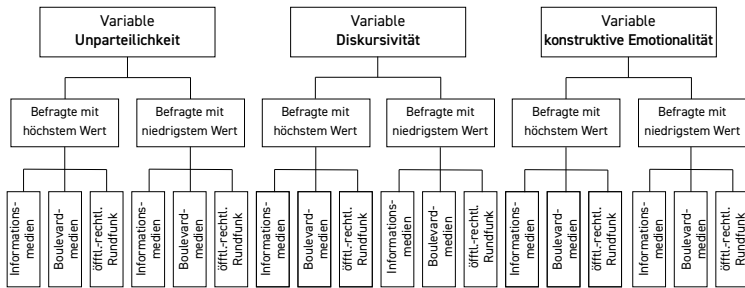 Variable
Unparteilichkeit
Variable
Diskursivität
Variable
konstruktive Emotionalität
Befragte mit
höchstem Wert
Befragte mit
niedrigstem Wert
Befragte mit
höchstem Wert
Befragte mit
niedrigstem Wert
Befragte mit
höchstem Wert
Befragte mit
niedrigstem Wert
Informations-
medien
Boulevard-
medien
öfftl.-rechtl.
Rundfunk
Informations-
medien
Boulevard-
medien
öfftl.-rechtl.
Rundfunk
Informations-
medien
Boulevard-
medien
öfftl.-rechtl.
Rundfunk
Informations-
medien
Boulevard-
medien
öfftl.-rechtl.
Rundfunk
Informations-
medien
Boulevard-
medien
öfftl.-rechtl.
Rundfunk
Informations-
medien
Boulevard-
medien
öfftl.-rechtl.
Rundfunk